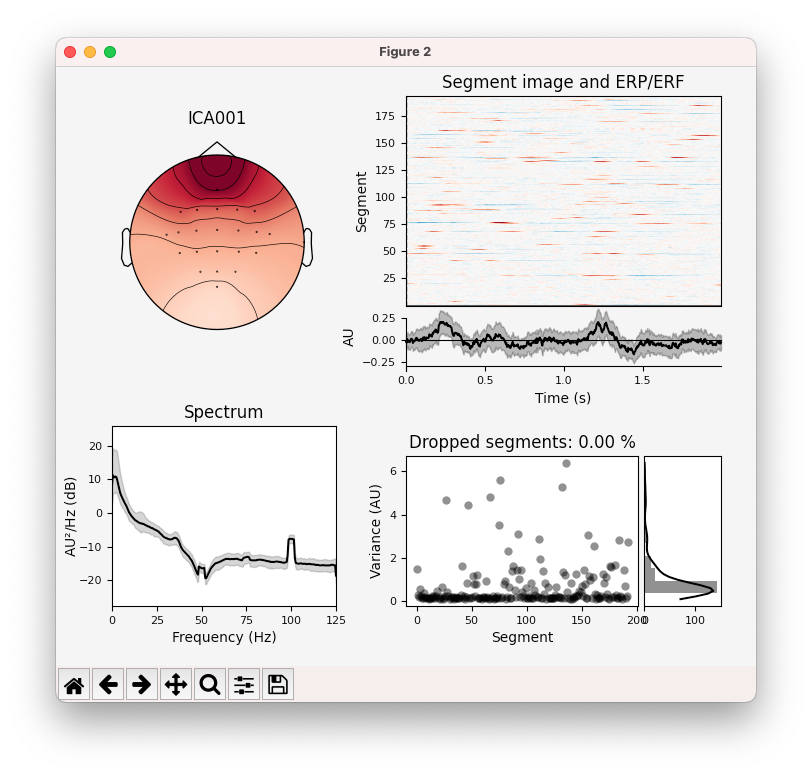 Figure 2
ICA001
Segment image and ERP/ERF
175
150
125
100
75
50
25
Segment
0.25
0.00
−0.25
AU
0.0 0.5 1.0 1.5
Time (s)
Spectrum
20
10
0
−10
−20
AU²/Hz (dB)
0 25 50 75 100 125
Frequency (Hz)
Dropped segments: 0.00 %
6
4
2
0
Variance (AU)
0 50 100 150 200
Segment
0 100